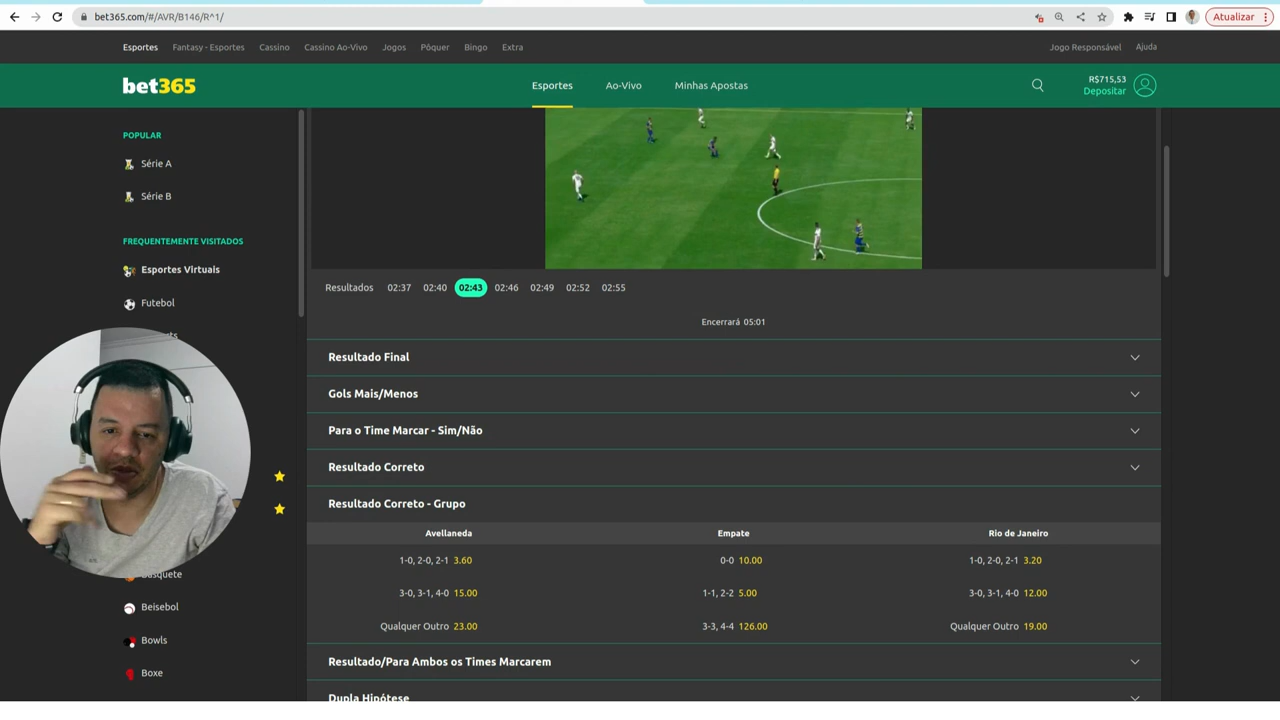 bet365.com/#/AVR/B146/R^1/
Atualizar
Esportes Fantasy - Esportes Cassino Cassino Ao-Vivo Jogos Pôquer Bingo Extra Jogo Responsável Ajuda
bet365 Esportes Ao-Vivo Minhas Apostas R$715,53
Depositar
POPULAR
Série A
Série B
FREQUENTEMENTE VISITADOS
Esportes Virtuais
Futebol
Beisebol
Bowls
Boxe
Resultados 02:37 02:40 02:43 02:46 02:49 02:52 02:55
Encerrará 05:01
Resultado Final
Gols Mais/Menos
Para o Time Marcar - Sim/Não
Resultado Correto
Resultado Correto - Grupo
Avellaneda Empate Rio de Janeiro
1-0, 2-0, 2-1 3.60 0-0 10.00 1-0, 2-0, 2-1 3.20
3-0, 3-1, 4-0 15.00 1-1, 2-2 5.00 3-0, 3-1, 4-0 12.00
Qualquer Outro 23.00 3-3, 4-4 126.00 Qualquer Outro 19.00
Resultado/Para Ambos os Times Marcarem
Dupla Hipótese